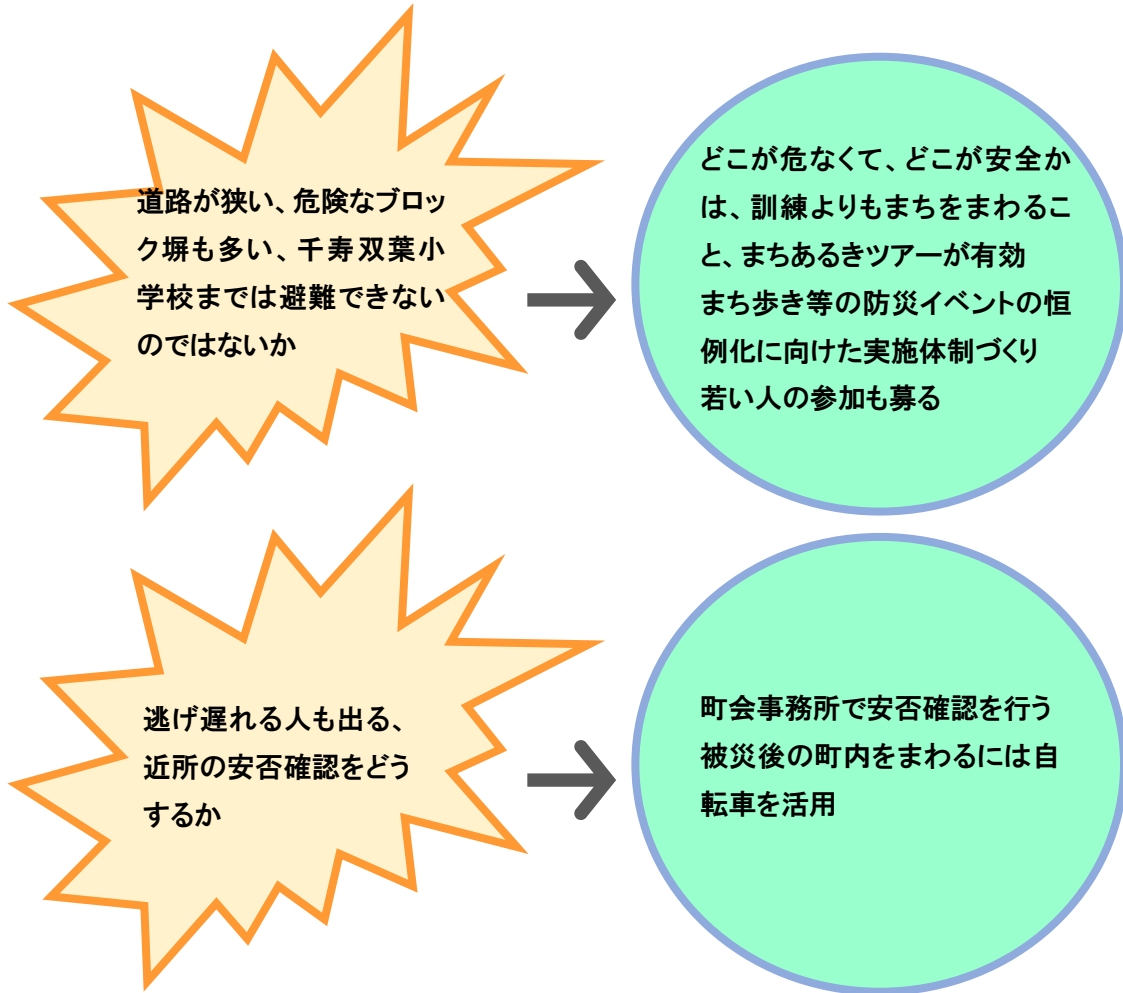 道路が狭い、危険なブロッ
ク塀も多い、千寿双葉小
学校までは避難できない
のではないか
どこが危なくて、どこが安全か
は、訓練よりもまちをまわるこ
と、まちあるきツアーが有効
まち歩き等の防災イベントの恒
例化に向けた実施体制づくり
若い人の参加も募る
逃げ遅れる人も出る、
近所の安否確認をどう
するか
町会事務所で安否確認を行う
被災後の町内をまわるには自
転車を活用